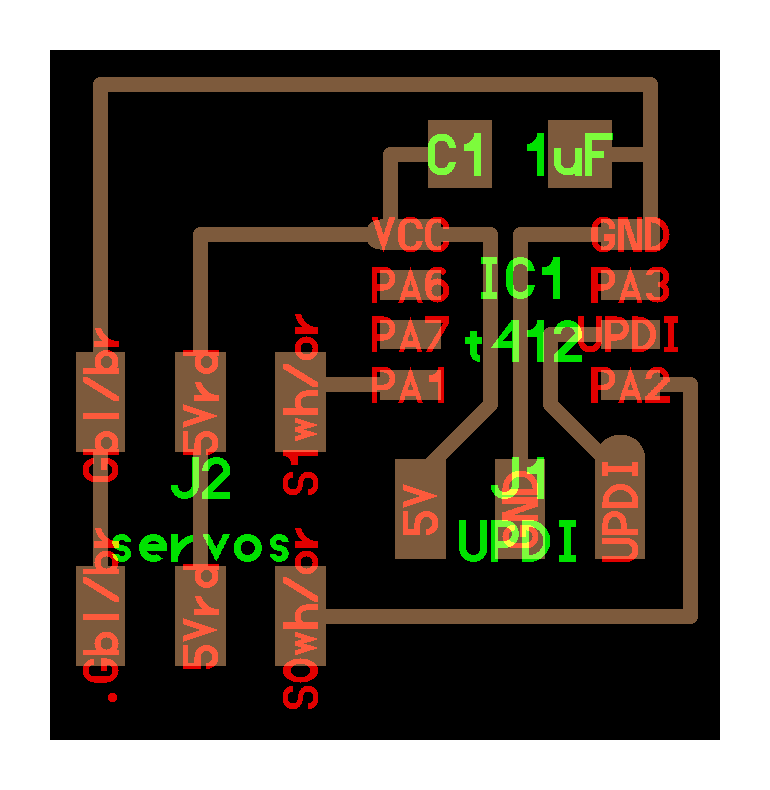 C1 1uF
VCC GND
IC1
PA6 PA3
t412
PA7 UPDI
PA1 PA2
Gbl/br 5Vrd S1wh/or
J2 J1
5V GND UPDI
servos UPDI
.Gbl/br 5Vrd S0wh/or